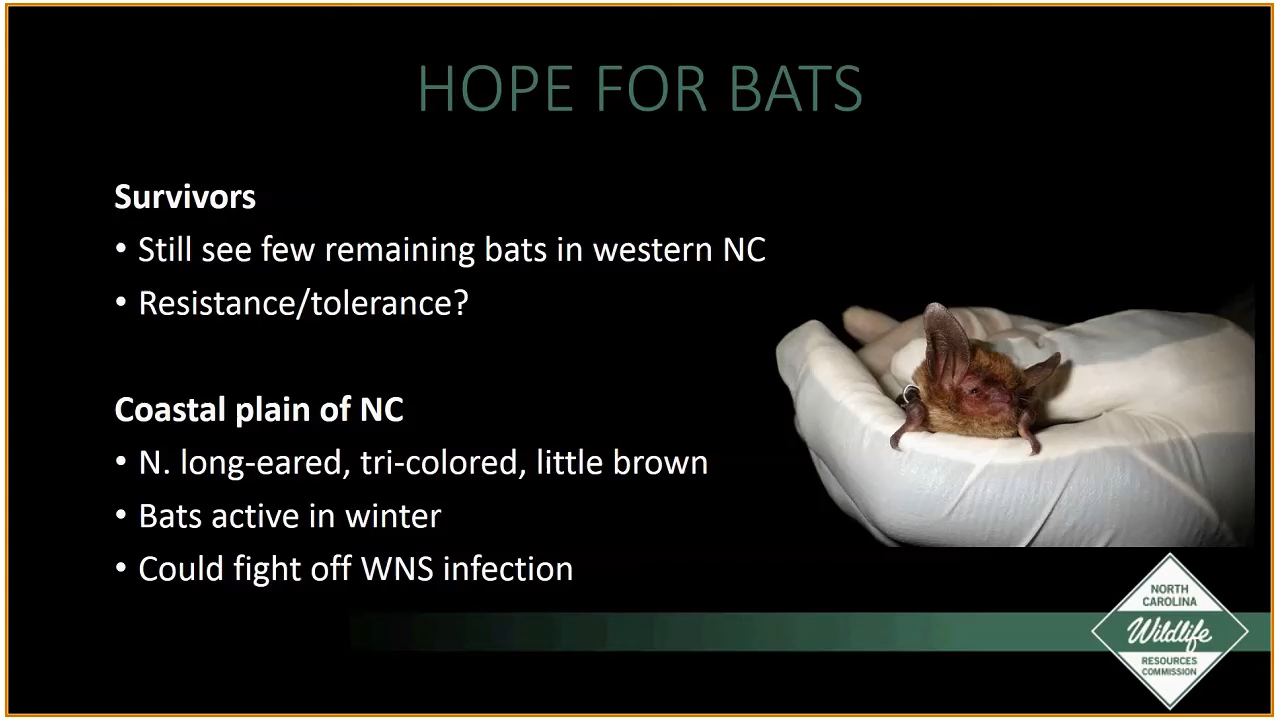 HOPE FOR BATS
Survivors
• Still see few remaining bats in western NC
• Resistance/tolerance?
Coastal plain of NC
• N. long-eared, tri-colored, little brown
• Bats active in winter
• Could fight off WNS infection
NORTH
CAROLINA
Wildlife
RESOURCES
COMMISSION